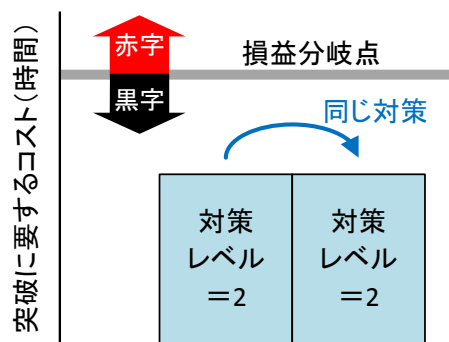 突破に要するコスト(時間)
赤字
損益分岐点
黒字
同じ対策
対策
レベル
＝2
対策
レベル
＝2